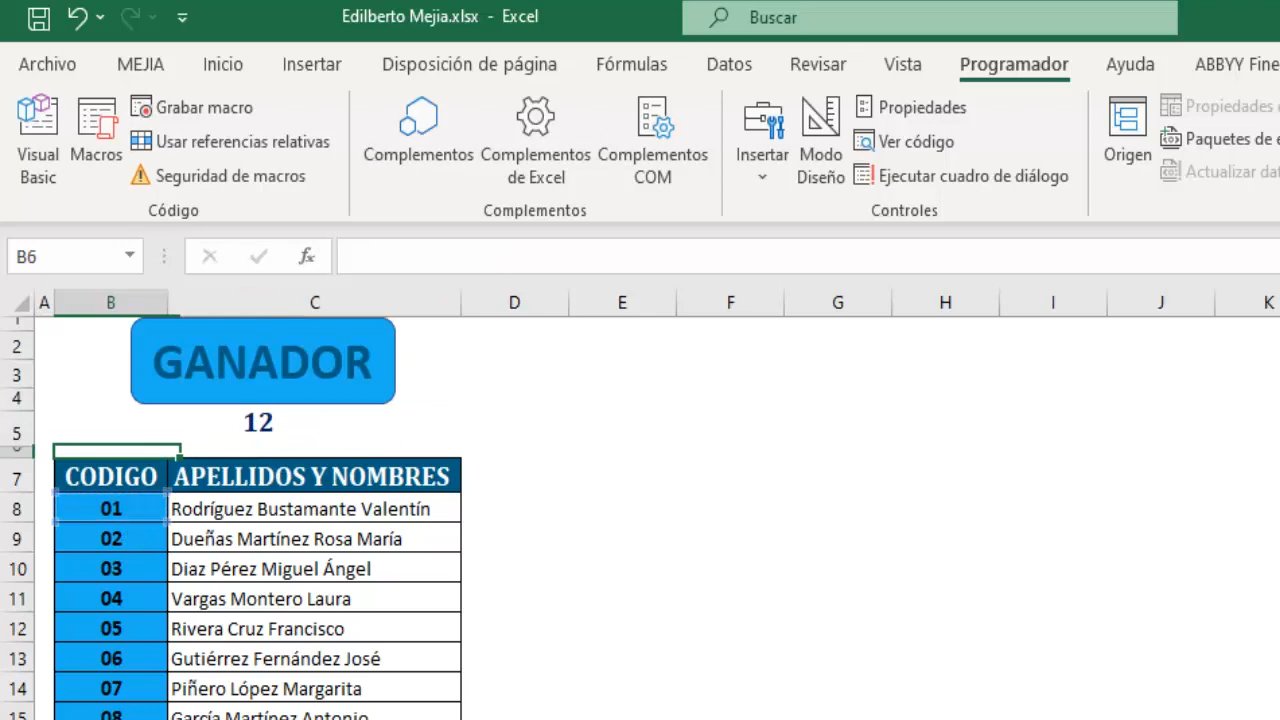 Edilberto Mejia.xlsx - Excel
Buscar
Archivo MEJIA Inicio Insertar Disposición de página Fórmulas Datos Revisar Vista Programador Ayuda ABBYY Fine
Visual Basic
Macros
Grabar macro
Usar referencias relativas
Seguridad de macros
Código
Complementos
Complementos de Excel
Complementos COM
Complementos
Insertar
Modo Diseño
Propiedades
Ver código
Ejecutar cuadro de diálogo
Controles
Origen
Propiedades
Paquetes de e
Actualizar dat
B6
fx
A B C D E F G H I J K
2
GANADOR
3
4
12
5
7 CODIGO APELLIDOS Y NOMBRES
8 01 Rodríguez Bustamante Valentín
9 02 Dueñas Martínez Rosa María
10 03 Diaz Pérez Miguel Ángel
11 04 Vargas Montero Laura
12 05 Rivera Cruz Francisco
13 06 Gutiérrez Fernández José
14 07 Piñero López Margarita
15 08 García Martínez Antonio